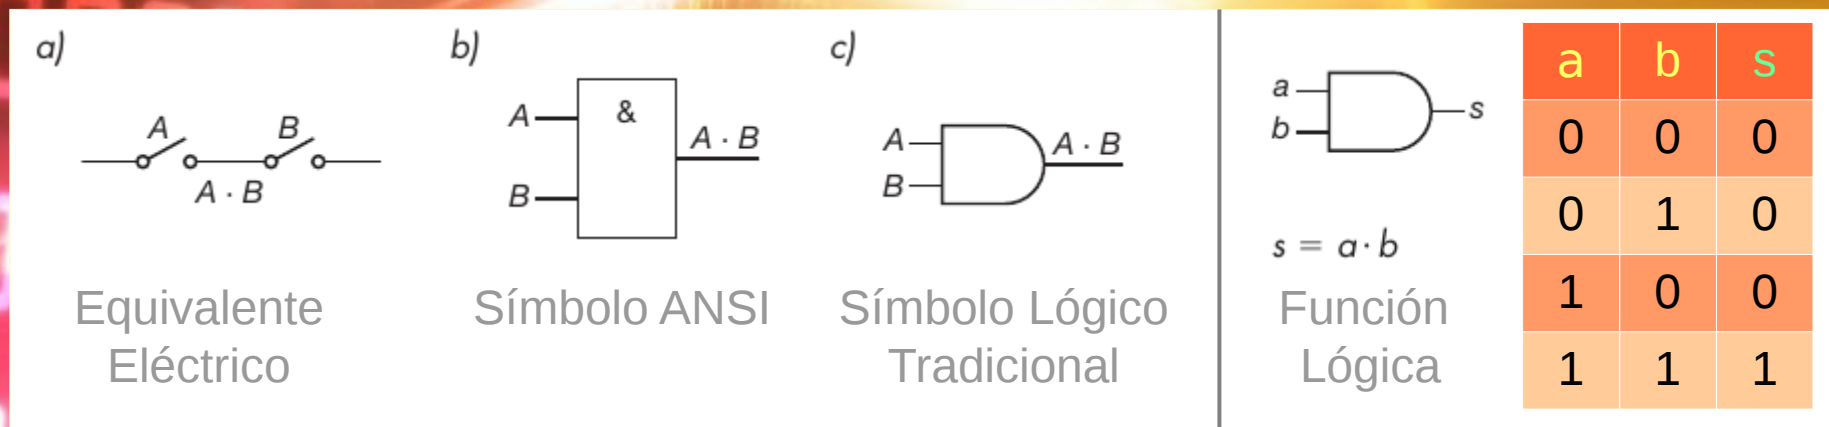 a)
A
B
A · B
Equivalente
Eléctrico
b)
A
&
B
A · B
Símbolo ANSI
c)
A
B
A · B
Símbolo Lógico
Tradicional
a
b
s
s = a · b
Función
Lógica
a b s
0 0 0
0 1 0
1 0 0
1 1 1